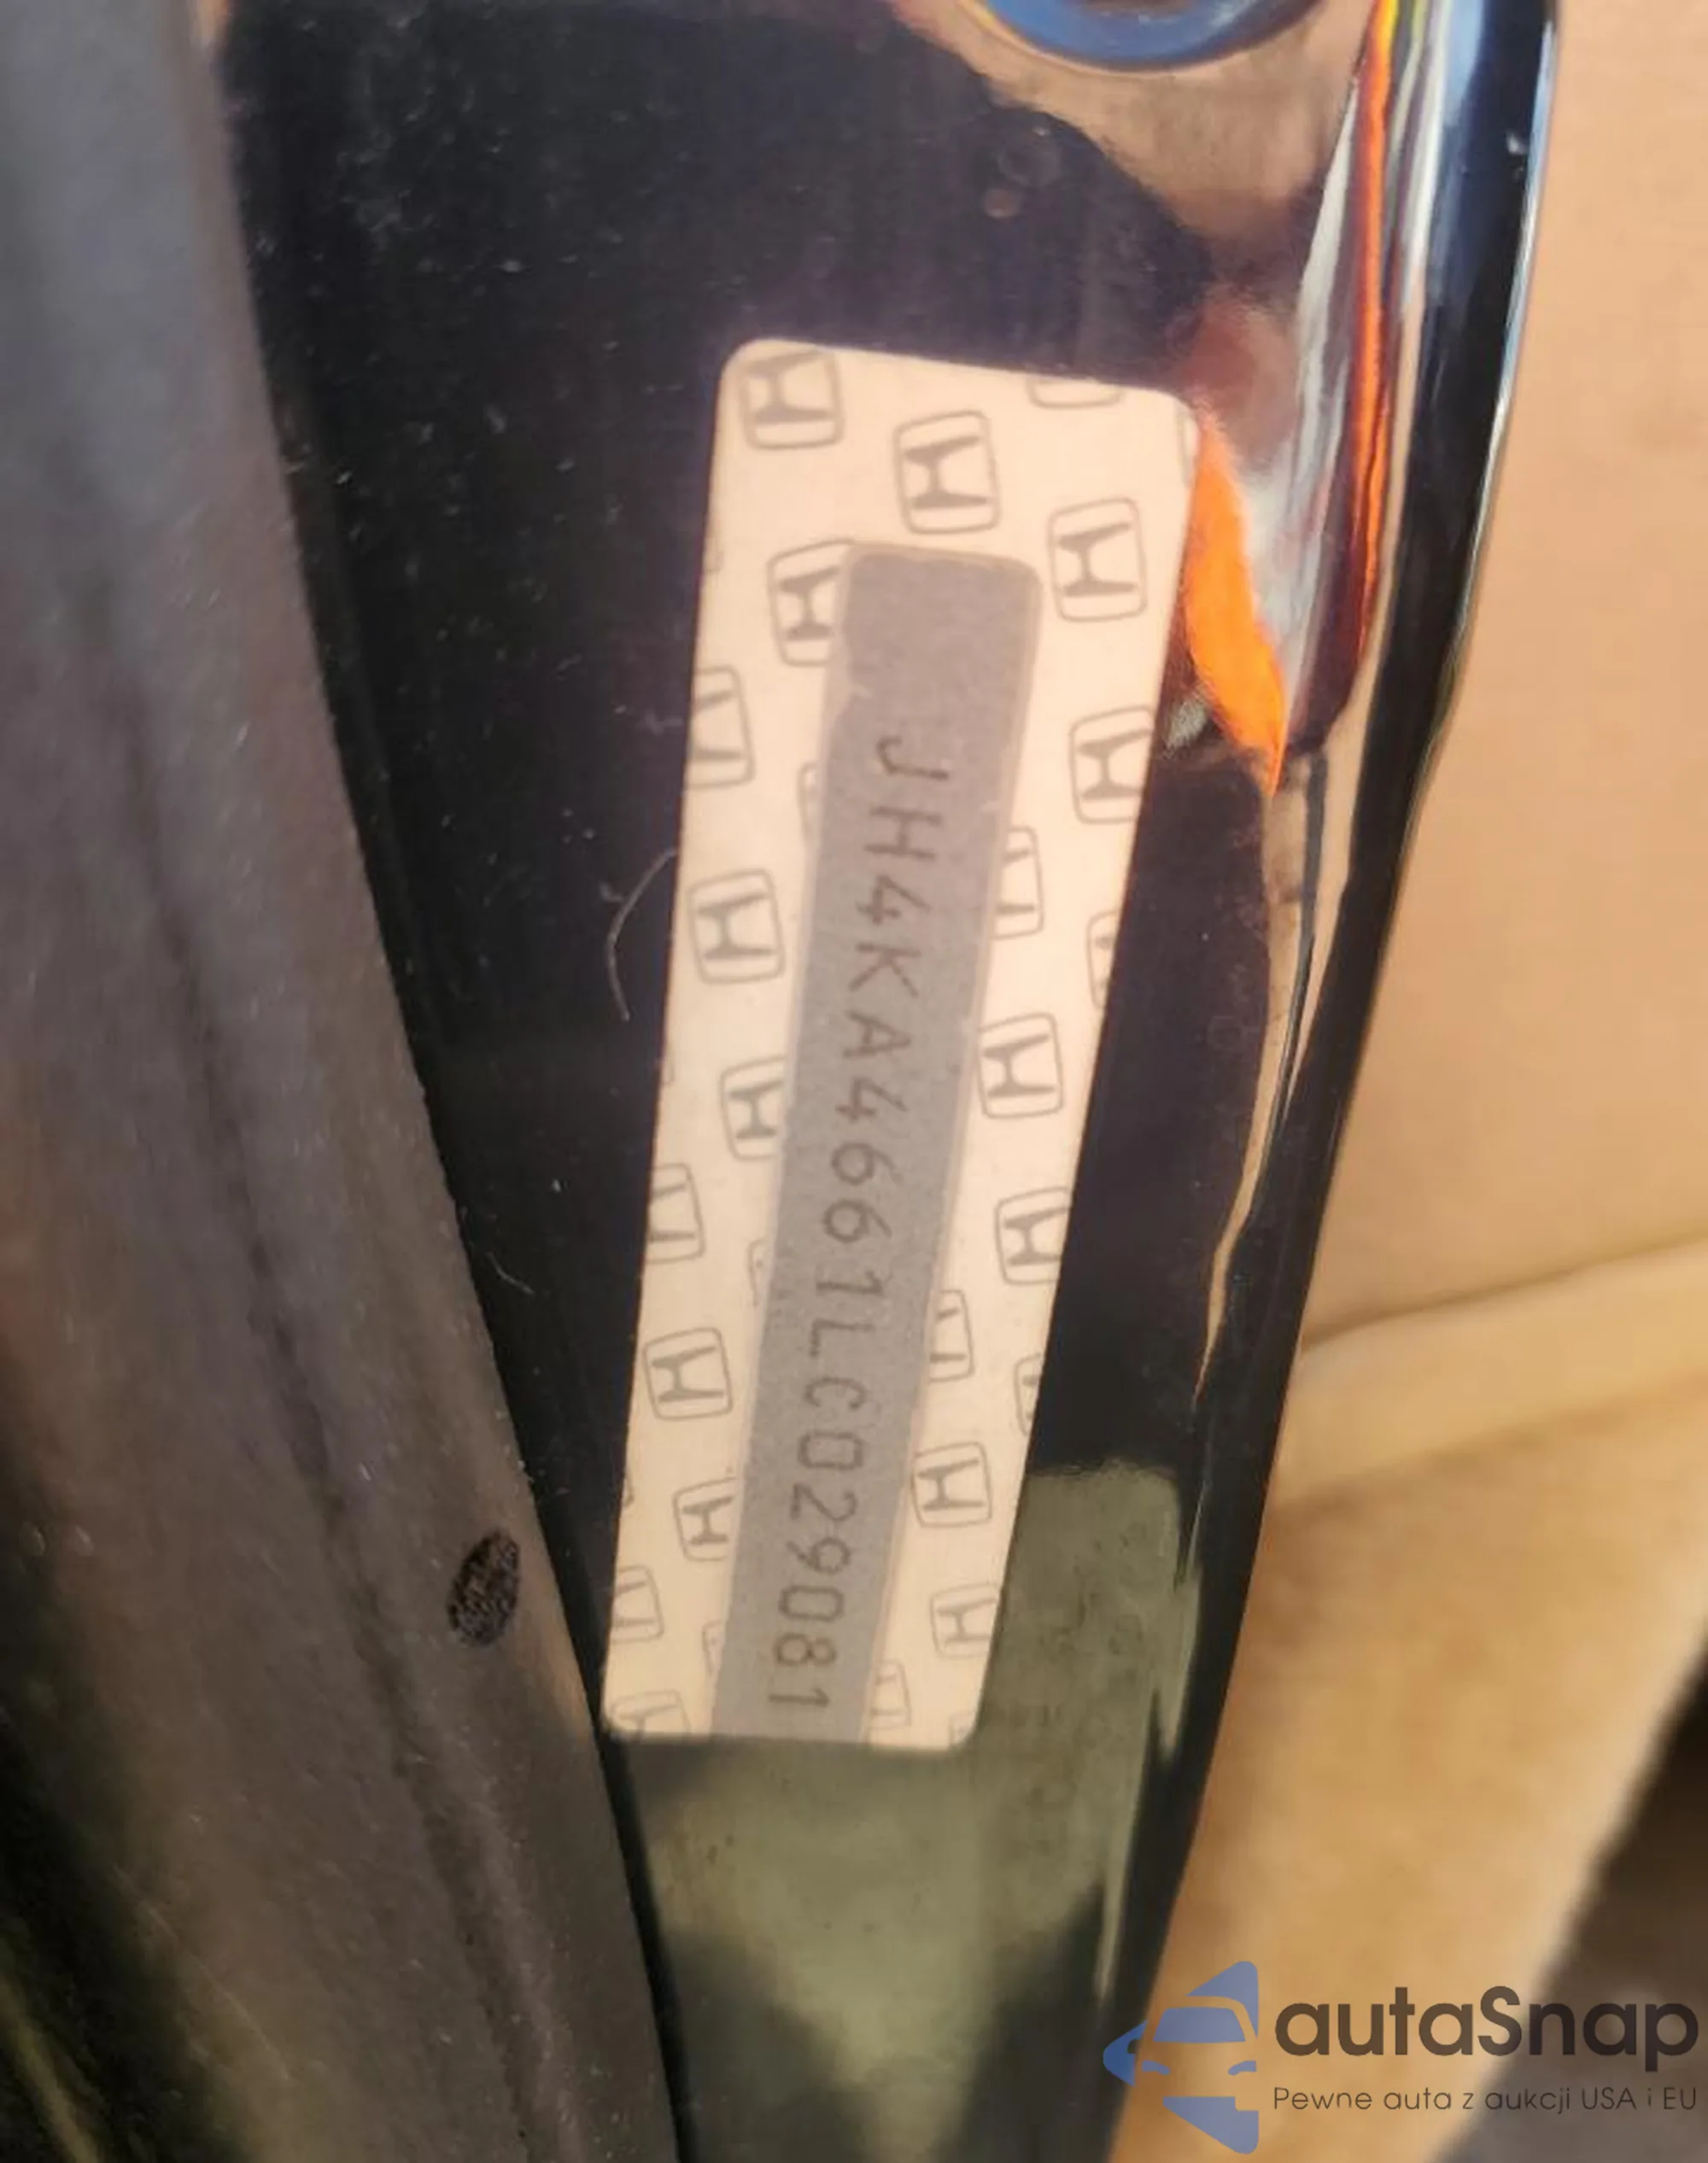 JH4KA4661LC029081
autaSnap
Pewne auta z aukcji USA i EU